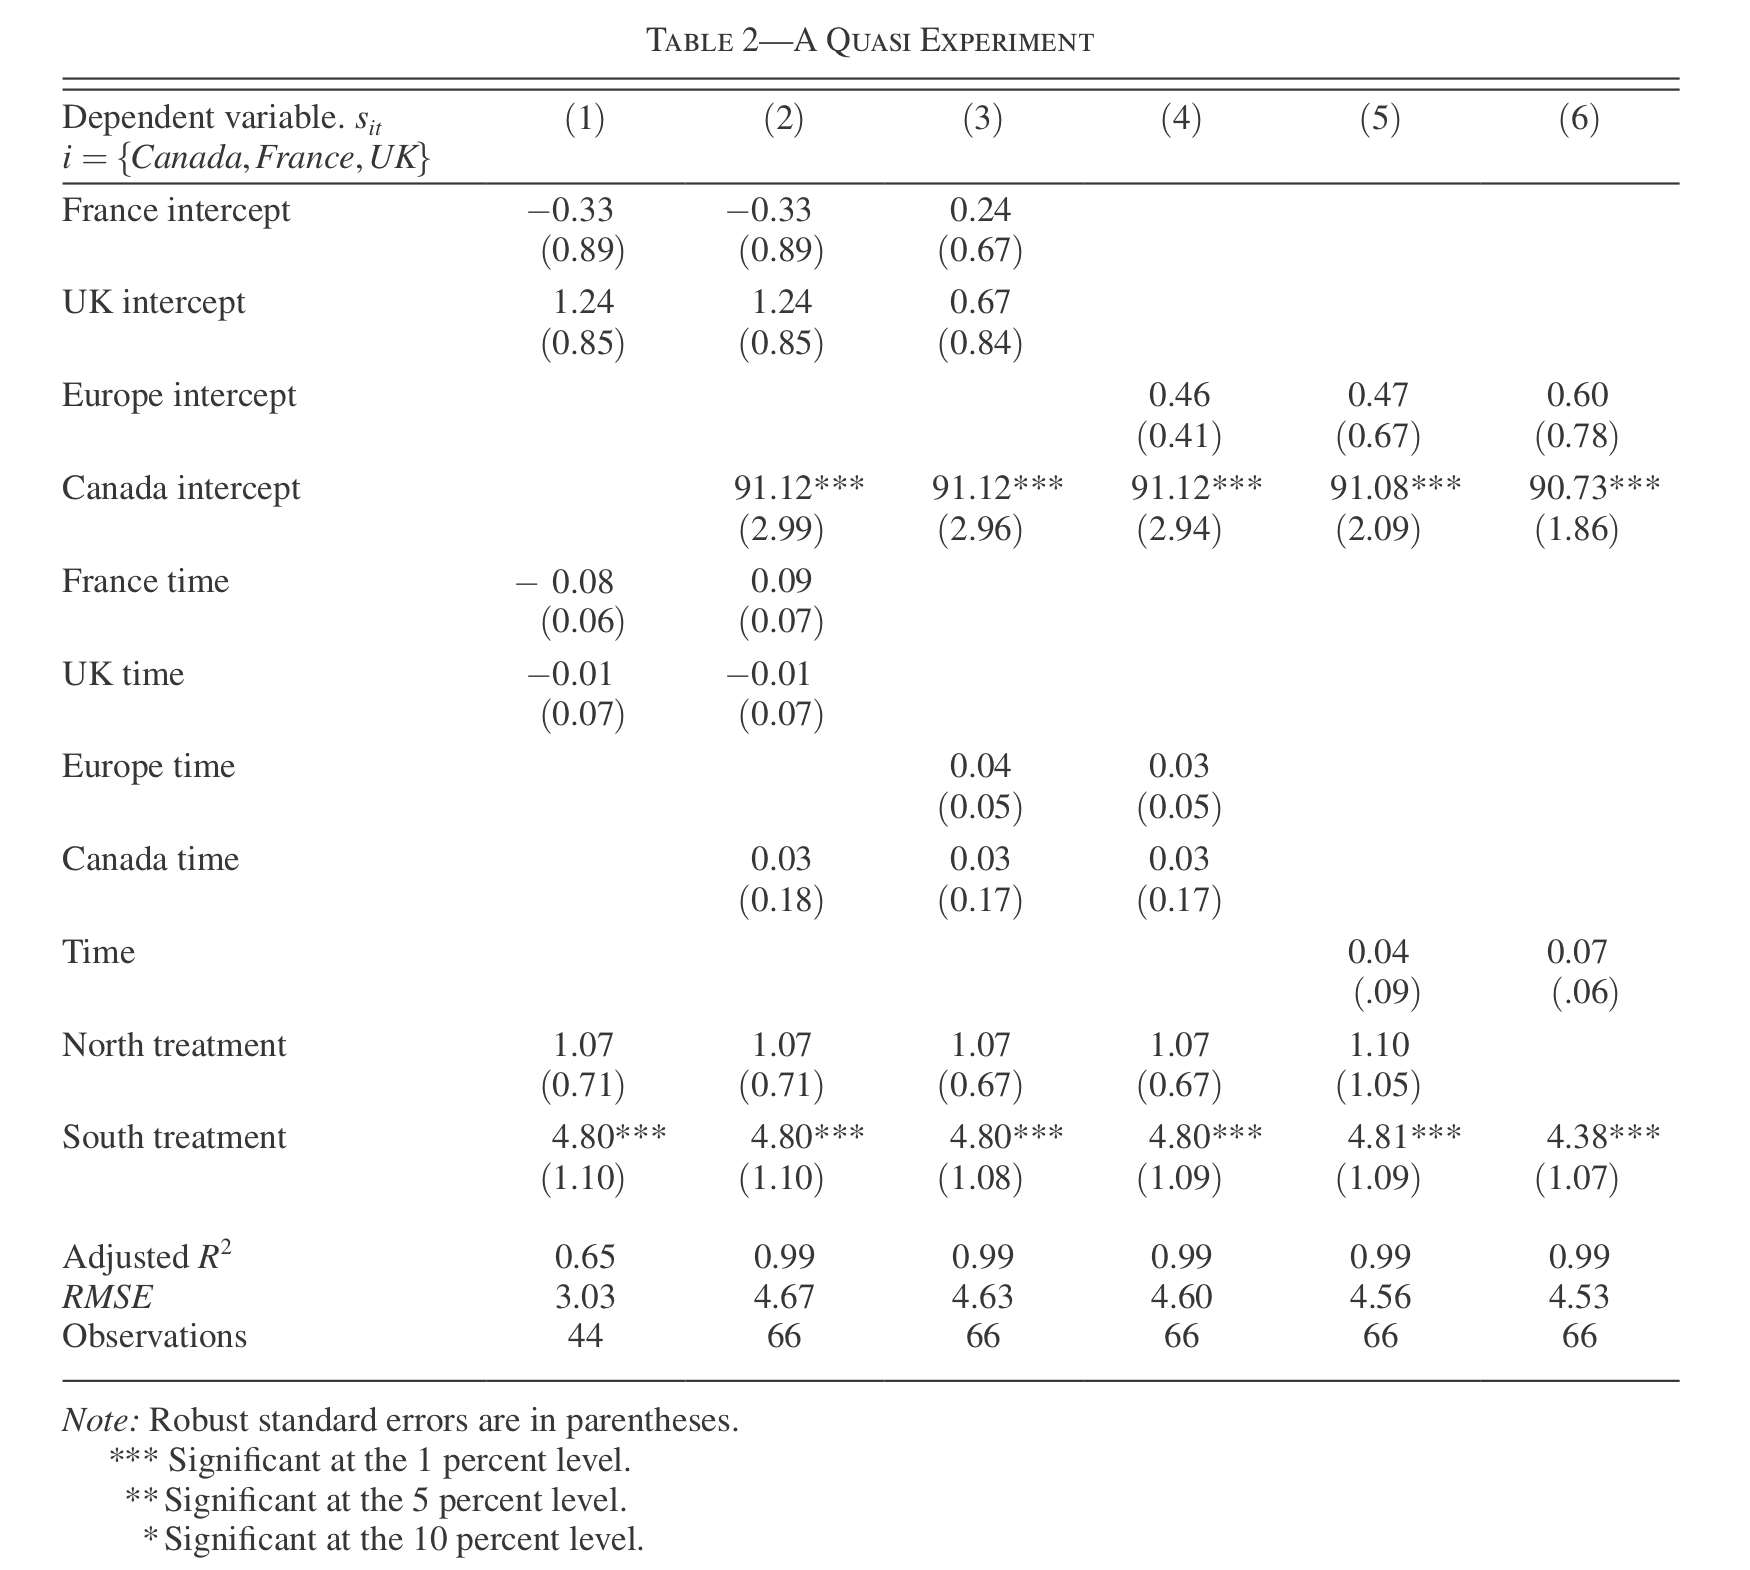 TABLE 2—A QUASI EXPERIMENT
Dependent variable. s_it (1) (2) (3) (4) (5) (6)
i = {Canada, France, UK}
France intercept −0.33 −0.33 0.24
(0.89) (0.89) (0.67)
UK intercept 1.24 1.24 0.67
(0.85) (0.85) (0.84)
Europe intercept 0.46 0.47 0.60
(0.41) (0.67) (0.78)
Canada intercept 91.12*** 91.12*** 91.12*** 91.08*** 90.73***
(2.99) (2.96) (2.94) (2.09) (1.86)
France time − 0.08 0.09
(0.06) (0.07)
UK time −0.01 −0.01
(0.07) (0.07)
Europe time 0.04 0.03
(0.05) (0.05)
Canada time 0.03 0.03 0.03
(0.18) (0.17) (0.17)
Time 0.04 0.07
(.09) (.06)
North treatment 1.07 1.07 1.07 1.07 1.10
(0.71) (0.71) (0.67) (0.67) (1.05)
South treatment 4.80*** 4.80*** 4.80*** 4.80*** 4.81*** 4.38***
(1.10) (1.10) (1.08) (1.09) (1.09) (1.07)
Adjusted R² 0.65 0.99 0.99 0.99 0.99 0.99
RMSE 3.03 4.67 4.63 4.60 4.56 4.53
Observations 44 66 66 66 66 66
Note: Robust standard errors are in parentheses.
*** Significant at the 1 percent level.
** Significant at the 5 percent level.
* Significant at the 10 percent level.